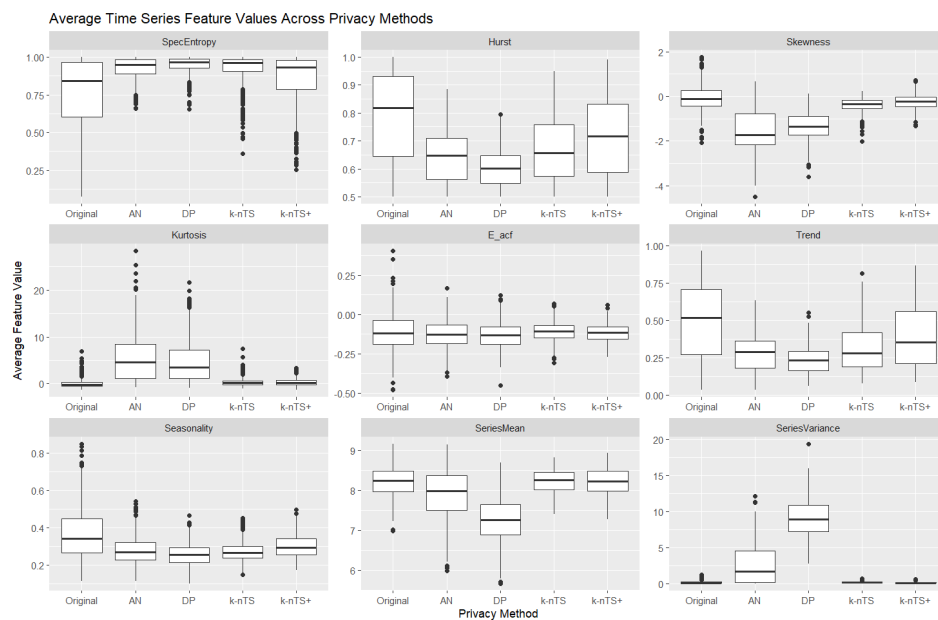 Average Time Series Feature Values Across Privacy Methods
SpecEntropy
Hurst
Skewness
1.00
0.75
0.50
0.25
1.0
0.9
0.8
0.7
0.6
0.5
2
0
-2
-4
Original AN DP k-nTS k-nTS+
Original AN DP k-nTS k-nTS+
Original AN DP k-nTS k-nTS+
Average Feature Value
Kurtosis
E_acf
Trend
20
10
0
0.25
0.00
-0.25
-0.50
1.00
0.75
0.50
0.25
0.00
Original AN DP k-nTS k-nTS+
Original AN DP k-nTS k-nTS+
Original AN DP k-nTS k-nTS+
Seasonality
SeriesMean
SeriesVariance
0.8
0.6
0.4
0.2
9
8
7
6
20
15
10
5
0
Original AN DP k-nTS k-nTS+
Original AN DP k-nTS k-nTS+
Original AN DP k-nTS k-nTS+
Privacy Method